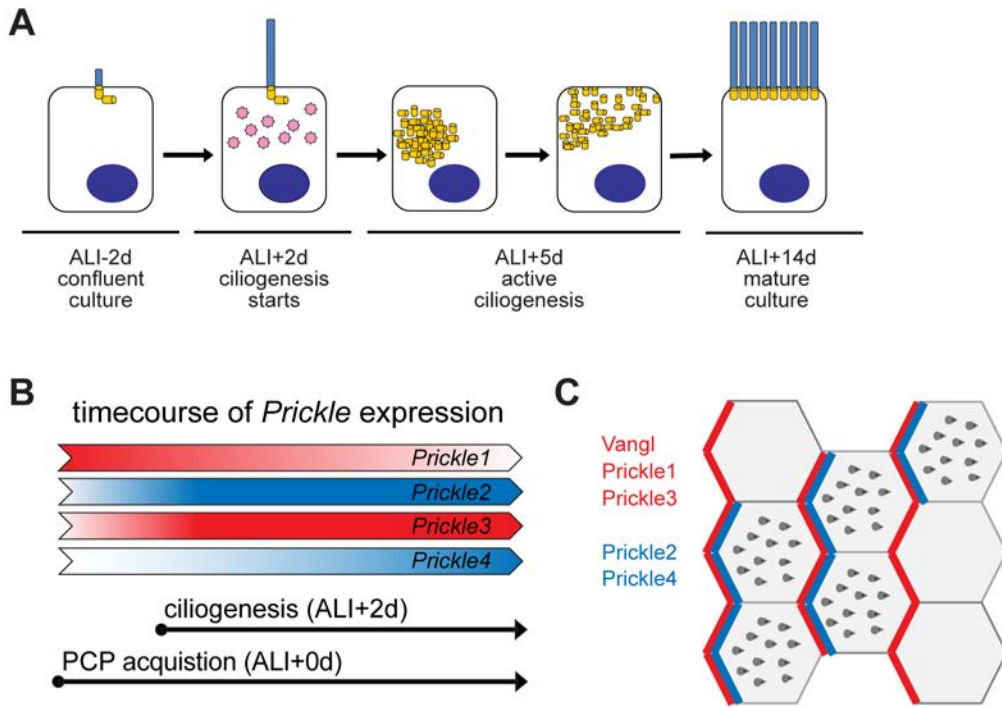 A
ALI-2d
confluent
culture
ALI+2d
ciliogenesis
starts
ALI+5d
active
ciliogenesis
ALI+14d
mature
culture
B
timecourse of Prickle expression
Prickle1
Prickle2
Prickle3
Prickle4
ciliogenesis (ALI+2d)
PCP acquistion (ALI+0d)
C
Vangl
Prickle1
Prickle3
Prickle2
Prickle4